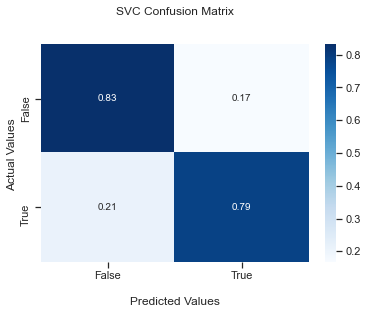 SVC Confusion Matrix
Actual Values
False
True
0.83
0.17
0.21
0.79
False
True
Predicted Values
0.8
0.7
0.6
0.5
0.4
0.3
0.2